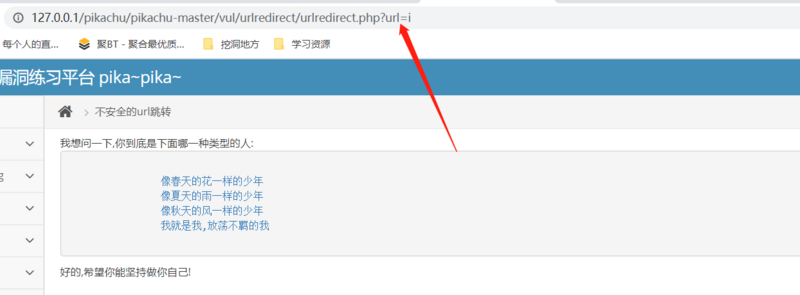 127.0.0.1/pikachu/pikachu-master/vul/urlredirect/urlredirect.php?url=i
每个人的直... 聚BT - 聚合最优质... 挖洞地方 学习资源
漏洞练习平台 pika~pika~
不安全的url跳转
我想问一下,你到底是下面哪一种类型的人:
g
像春天的花一样的少年
像夏天的雨一样的少年
像秋天的风一样的少年
我就是我,放荡不羁的我
好的,希望你能坚持做你自己!